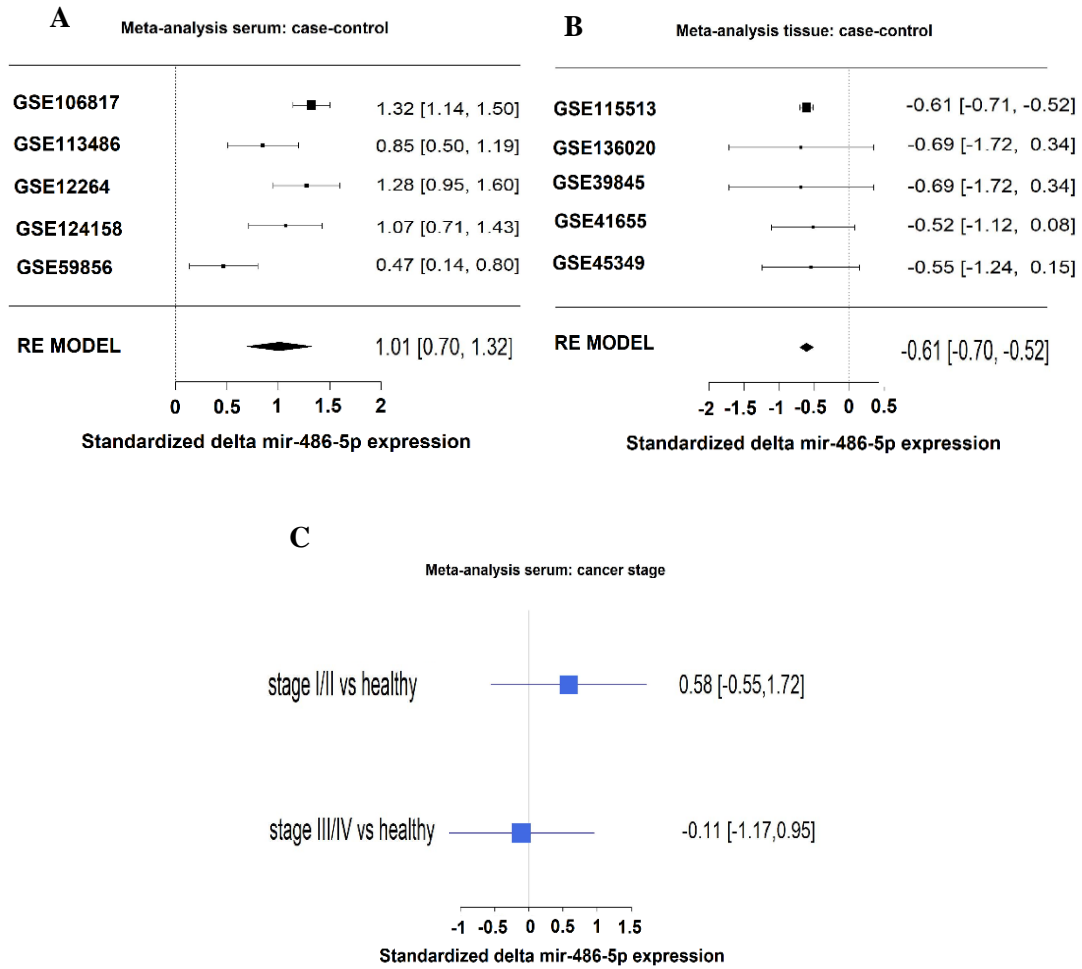 A
Meta-analysis serum: case-control
GSE106817 1.32 [1.14, 1.50]
GSE113486 0.85 [0.50, 1.19]
GSE12264 1.28 [0.95, 1.60]
GSE124158 1.07 [0.71, 1.43]
GSE59856 0.47 [0.14, 0.80]
RE MODEL 1.01 [0.70, 1.32]
0 0.5 1 1.5 2
Standardized delta mir-486-5p expression
B
Meta-analysis tissue: case-control
GSE115513 -0.61 [-0.71, -0.52]
GSE136020 -0.69 [-1.72, 0.34]
GSE39845 -0.69 [-1.72, 0.34]
GSE41655 -0.52 [-1.12, 0.08]
GSE45349 -0.55 [-1.24, 0.15]
RE MODEL -0.61 [-0.70, -0.52]
-2 -1.5 -1 -0.5 0 0.5
Standardized delta mir-486-5p expression
C
Meta-analysis serum: cancer stage
stage I/II vs healthy 0.58 [-0.55,1.72]
stage III/IV vs healthy -0.11 [-1.17,0.95]
-1 -0.5 0 0.5 1 1.5
Standardized delta mir-486-5p expression